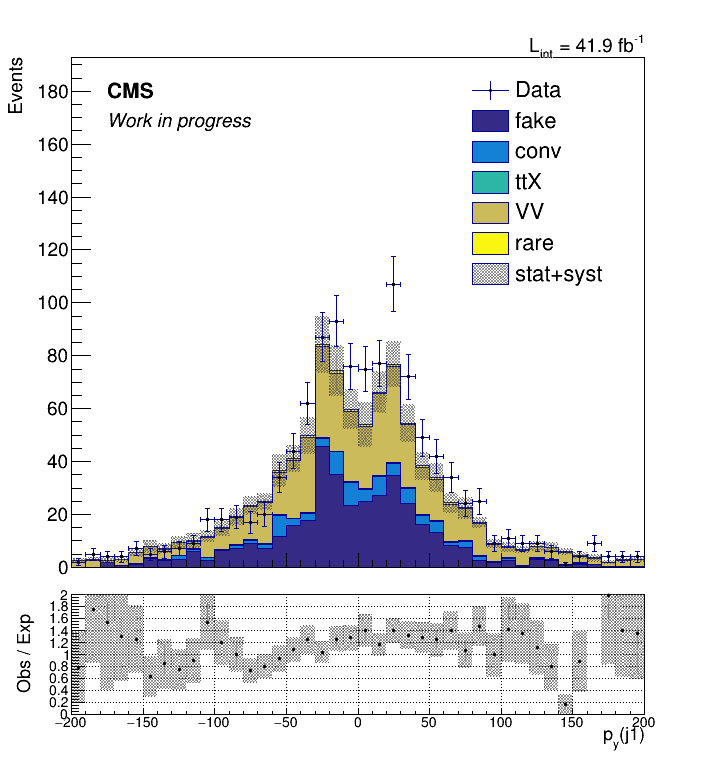 L_int = 41.9 fb^-1
Events
CMS
Work in progress
Data
fake
conv
ttX
VV
rare
stat+syst
180
160
140
120
100
80
60
40
20
0
Obs / Exp
2
1.8
1.6
1.4
1.2
1
0.8
0.6
0.4
0.2
0
−200 −150 −100 −50 0 50 100 150 200
p_y(j1)